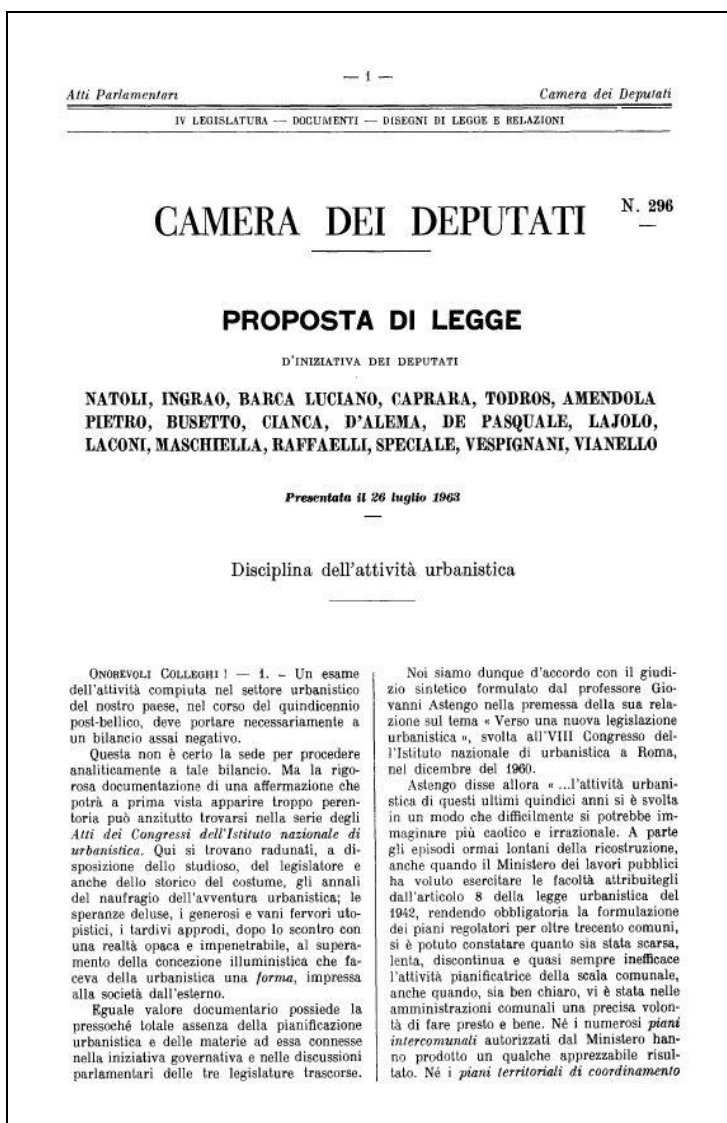 — 1 —
Atti Parlamentari Camera dei Deputati
IV LEGISLATURA — DOCUMENTI — DISEGNI DI LEGGE E RELAZIONI
CAMERA DEI DEPUTATI N. 296
PROPOSTA DI LEGGE
D'INIZIATIVA DEI DEPUTATI
NATOLI, INGRAO, BARCA LUCIANO, CAPRARA, TODROS, AMENDOLA
PIETRO, BUSETTO, CIANCA, D'ALEMA, DE PASQUALE, LAJOLO,
LACONI, MASCHIELLA, RAFFAELLI, SPECIALE, VESPIGNANI, VIANELLO
Presentata il 26 luglio 1963
Disciplina dell'attività urbanistica
ONOREVOLI COLLEGHI ! — 1. – Un esame
dell'attività compiuta nel settore urbanistico
del nostro paese, nel corso del quindicennio
post-bellico, deve portare necessariamente a
un bilancio assai negativo.
Questa non è certo la sede per procedere
analiticamente a tale bilancio. Ma la rigo-
rosa documentazione di una affermazione che
potrà a prima vista apparire troppo peren-
toria può anzitutto trovarsi nella serie degli
Atti dei Congressi dell'Istituto nazionale di
urbanistica. Qui si trovano radunati, a di-
sposizione dello studioso, del legislatore e
anche dello storico del costume, gli annali
del naufragio dell'avventura urbanistica; le
speranze deluse, i generosi e vani fervori uto-
pistici, i tardivi approdi, dopo lo scontro con
una realtà opaca e impenetrabile, al supera-
mento della concezione illuministica che fa-
ceva della urbanistica una forma, impressa
alla società dall'esterno.
Eguale valore documentario possiede la
pressoché totale assenza della pianificazione
urbanistica e delle materie ad essa connesse
nella iniziativa governativa e nelle discussioni
parlamentari delle tre legislature trascorse.
Noi siamo dunque d'accordo con il giudi-
zio sintetico formulato dal professore Gio-
vanni Astengo nella premessa della sua rela-
zione sul tema « Verso una nuova legislazione
urbanistica », svolta all'VIII Congresso del-
l'Istituto nazionale di urbanistica a Roma,
nel dicembre del 1960.
Astengo disse allora « ...l'attività urbani-
stica di questi ultimi quindici anni si è svolta
in un modo che difficilmente si potrebbe im-
maginare più caotico e irrazionale. A parte
gli episodi ormai lontani della ricostruzione,
anche quando il Ministero dei lavori pubblici
ha voluto esercitare le facoltà attribuitegli
dall'articolo 8 della legge urbanistica del
1942, rendendo obbligatoria la formulazione
dei piani regolatori per oltre trecento comuni,
si è potuto constatare quanto sia stata scarsa,
lenta, discontinua e quasi sempre inefficace
l'attività pianificatrice della scala comunale,
anche quando, sia ben chiaro, vi è stata nelle
amministrazioni comunali una precisa volon-
tà di fare presto e bene. Né i numerosi piani
intercomunali autorizzati dal Ministero han-
no prodotto un qualche apprezzabile risul-
tato. Né i piani territoriali di coordinamento